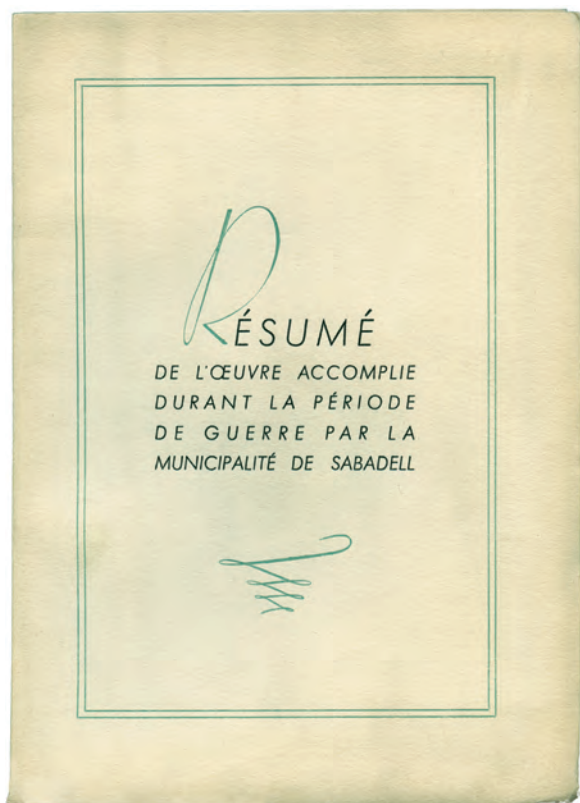 RÉSUMÉ
DE L'ŒUVRE ACCOMPLIE
DURANT LA PÉRIODE
DE GUERRE PAR LA
MUNICIPALITÉ DE SABADELL